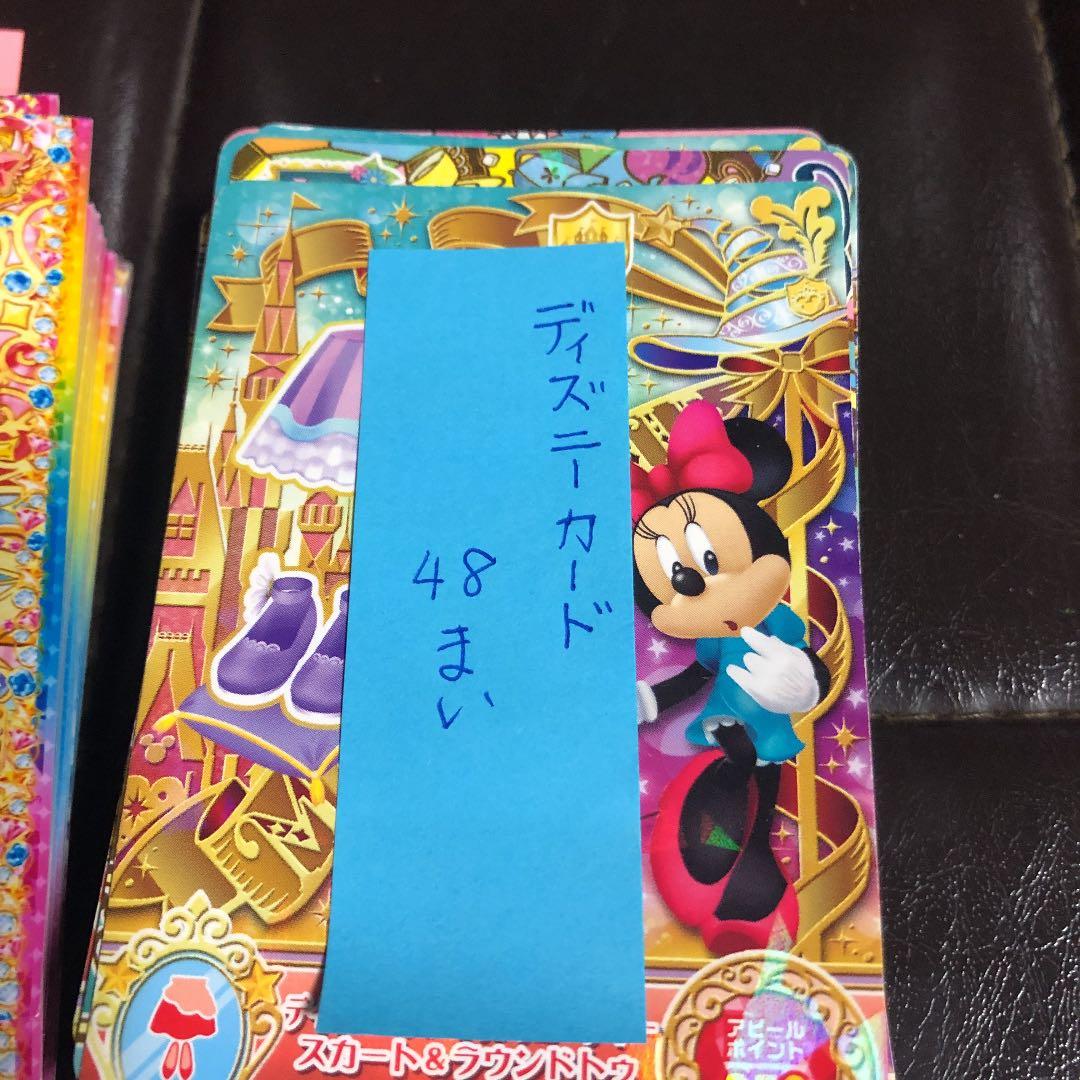 ディズニーカード
48まい
スカート&ラウンドトゥ
アピール
ポイント